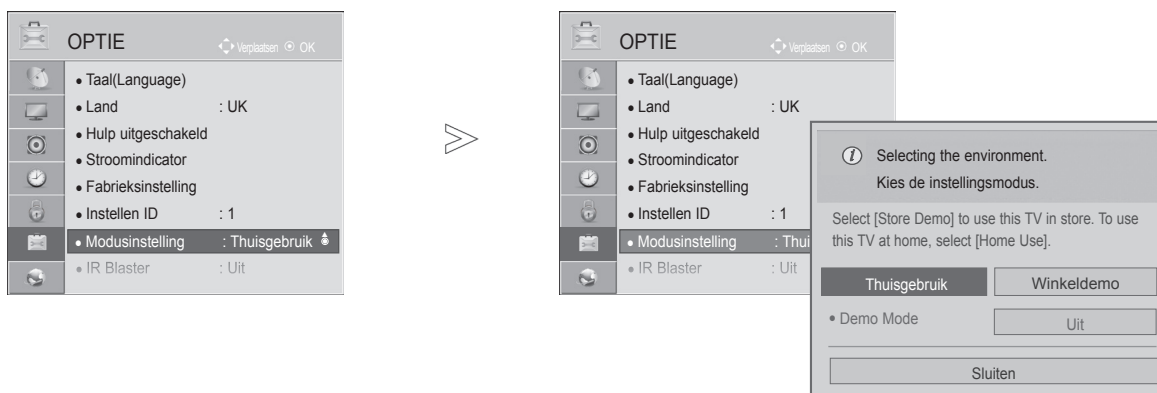 OPTIE
Verplaatsen OK
• Taal(Language)
• Land : UK
• Hulp uitgeschakeld
• Stroomindicator
• Fabrieksinstelling
• Instellen ID : 1
• Modusinstelling : Thuisgebruik
• IR Blaster : Uit
>
OPTIE
Verplaatsen OK
• Taal(Language)
• Land : UK
• Hulp uitgeschakeld
• Stroomindicator
• Fabrieksinstelling
• Instellen ID : 1
• Modusinstelling : Thui
• IR Blaster : Uit
i Selecting the environment.
Kies de instellingsmodus.
Select [Store Demo] to use this TV in store. To use
this TV at home, select [Home Use].
Thuisgebruik Winkeldemo
• Demo Mode Uit
Sluiten